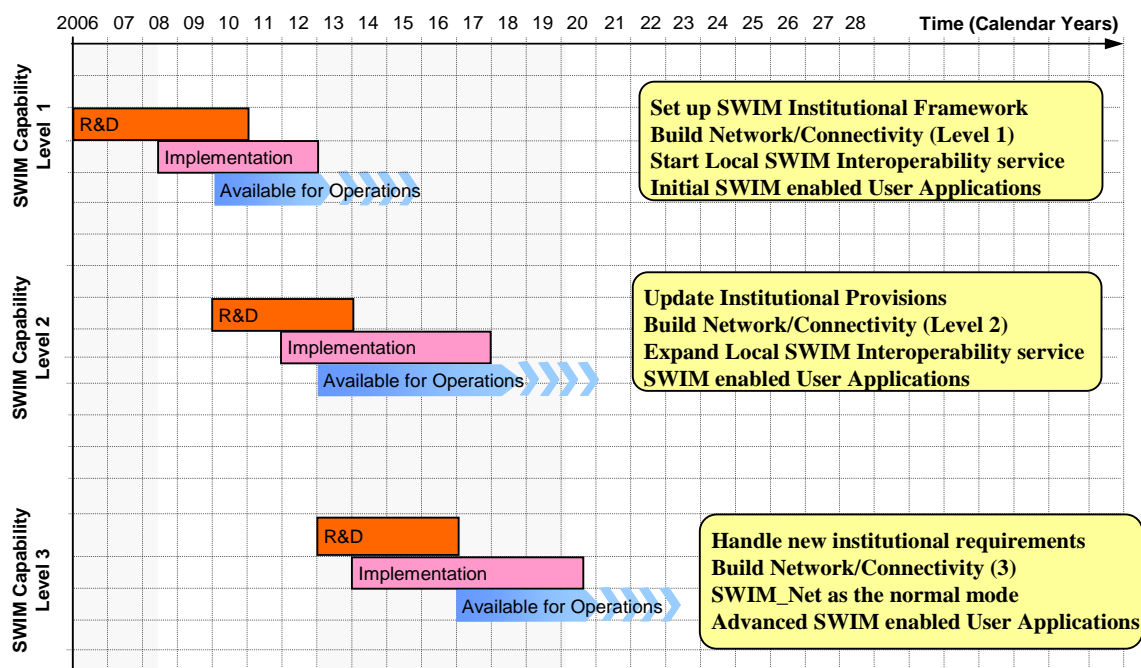 2006 07 08 09 10 11 12 13 14 15 16 17 18 19 20 21 22 23 24 25 26 27 28 Time (Calendar Years)
SWIM Capability
Level 1
R&D
Implementation
Available for Operations
Set up SWIM Institutional Framework
Build Network/Connectivity (Level 1)
Start Local SWIM Interoperability service
Initial SWIM enabled User Applications
SWIM Capability
Level 2
R&D
Implementation
Available for Operations
Update Institutional Provisions
Build Network/Connectivity (Level 2)
Expand Local SWIM Interoperability service
SWIM enabled User Applications
SWIM Capability
Level 3
R&D
Implementation
Available for Operations
Handle new institutional requirements
Build Network/Connectivity (3)
SWIM_Net as the normal mode
Advanced SWIM enabled User Applications